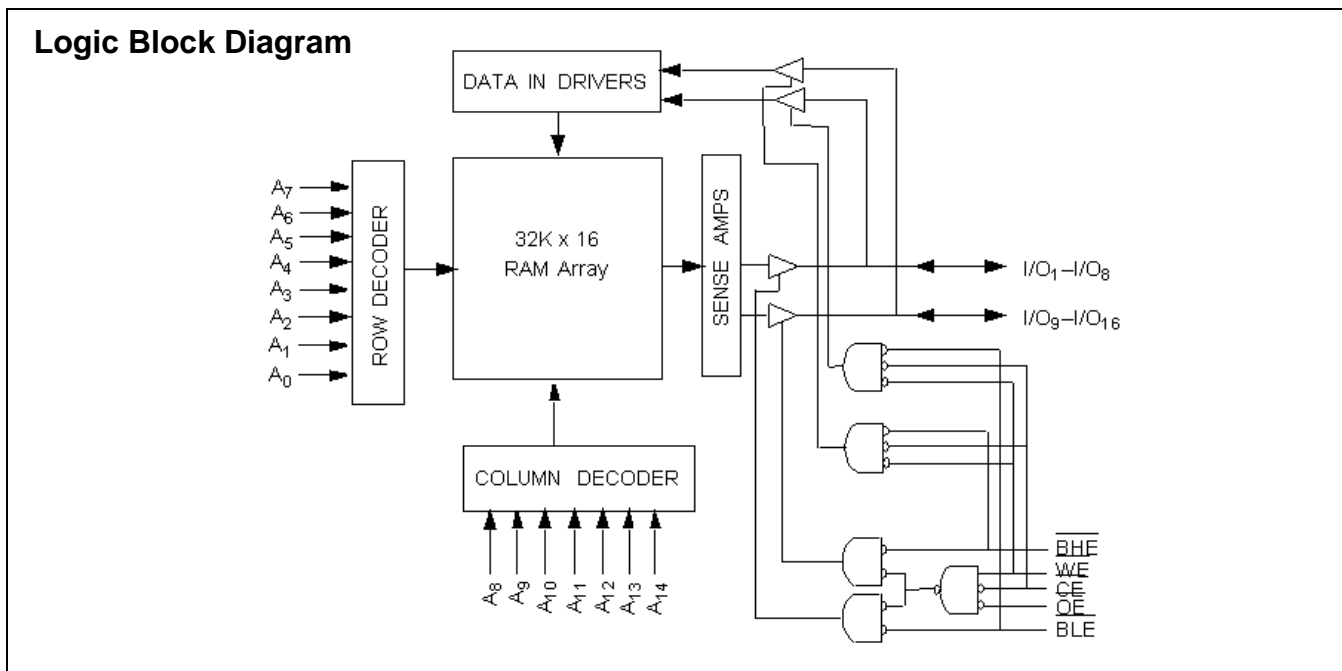 Logic Block Diagram
DATA IN DRIVERS
A7
A6
A5
A4
A3
A2
A1
A0
ROW DECODER
32K x 16
RAM Array
SENSE AMPS
I/O1–I/O8
I/O9–I/O16
COLUMN DECODER
A8
A9
A10
A11
A12
A13
A14
BHE
WE
CE
OE
BLE